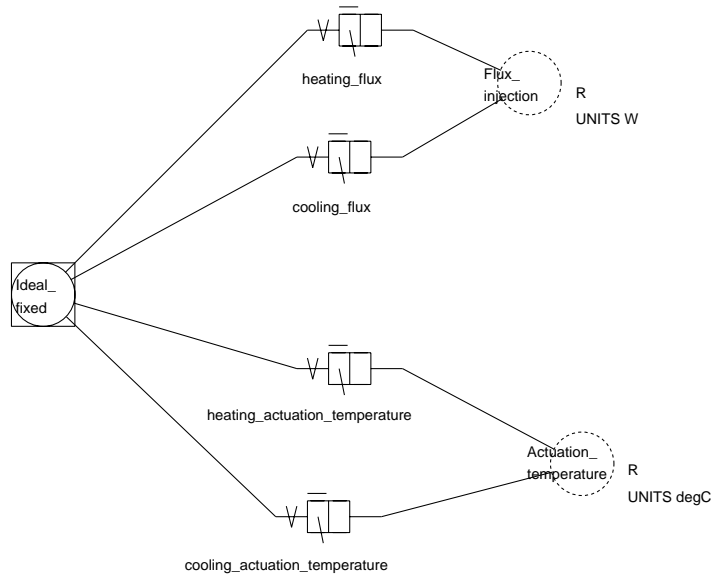 heating_flux
Flux_
injection
R
UNITS W
V
V
cooling_flux
Ideal_
fixed
V
heating_actuation_temperature
Actuation_
temperature
R
UNITS degC
V
cooling_actuation_temperature